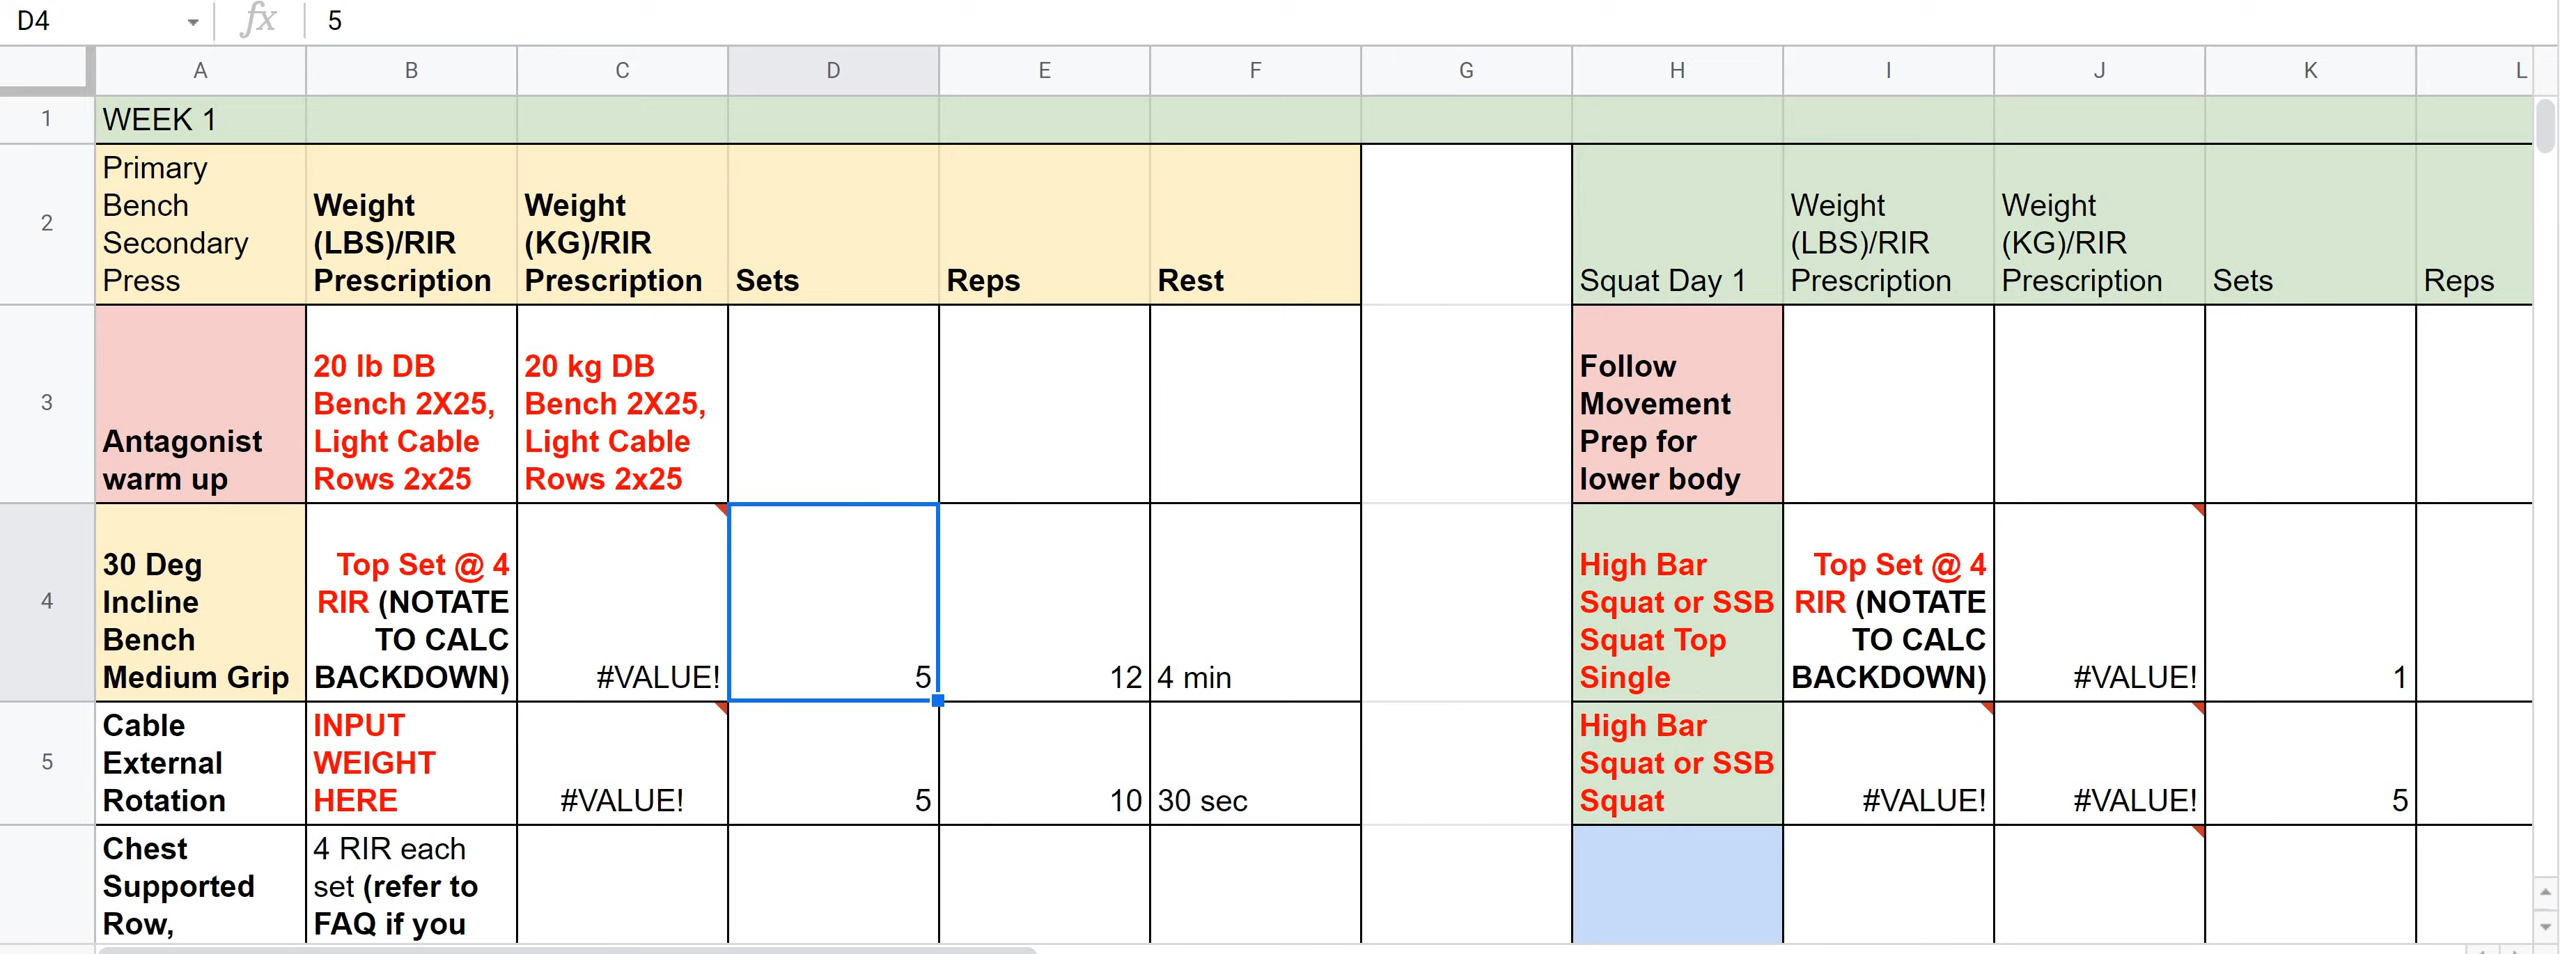 D4
fx
5
A B C D E F G H I J K L
1
WEEK 1
2
Primary
Bench
Secondary
Press
Weight
(LBS)/RIR
Prescription
Weight
(KG)/RIR
Prescription
Sets
Reps
Rest
Squat Day 1
Weight
(LBS)/RIR
Prescription
Weight
(KG)/RIR
Prescription
Sets
Reps
3
Antagonist
warm up
20 lb DB
Bench 2X25,
Light Cable
Rows 2x25
20 kg DB
Bench 2X25,
Light Cable
Rows 2x25
Follow
Movement
Prep for
lower body
4
30 Deg
Incline
Bench
Medium Grip
Top Set @ 4
RIR (NOTATE
TO CALC
BACKDOWN)
#VALUE!
5
12
4 min
High Bar
Squat or SSB
Squat Top
Single
Top Set @ 4
RIR (NOTATE
TO CALC
BACKDOWN)
#VALUE!
1
5
Cable
External
Rotation
INPUT
WEIGHT
HERE
#VALUE!
5
10
30 sec
High Bar
Squat or SSB
Squat
#VALUE!
#VALUE!
5
Chest
Supported
Row,
4 RIR each
set (refer to
FAQ if you